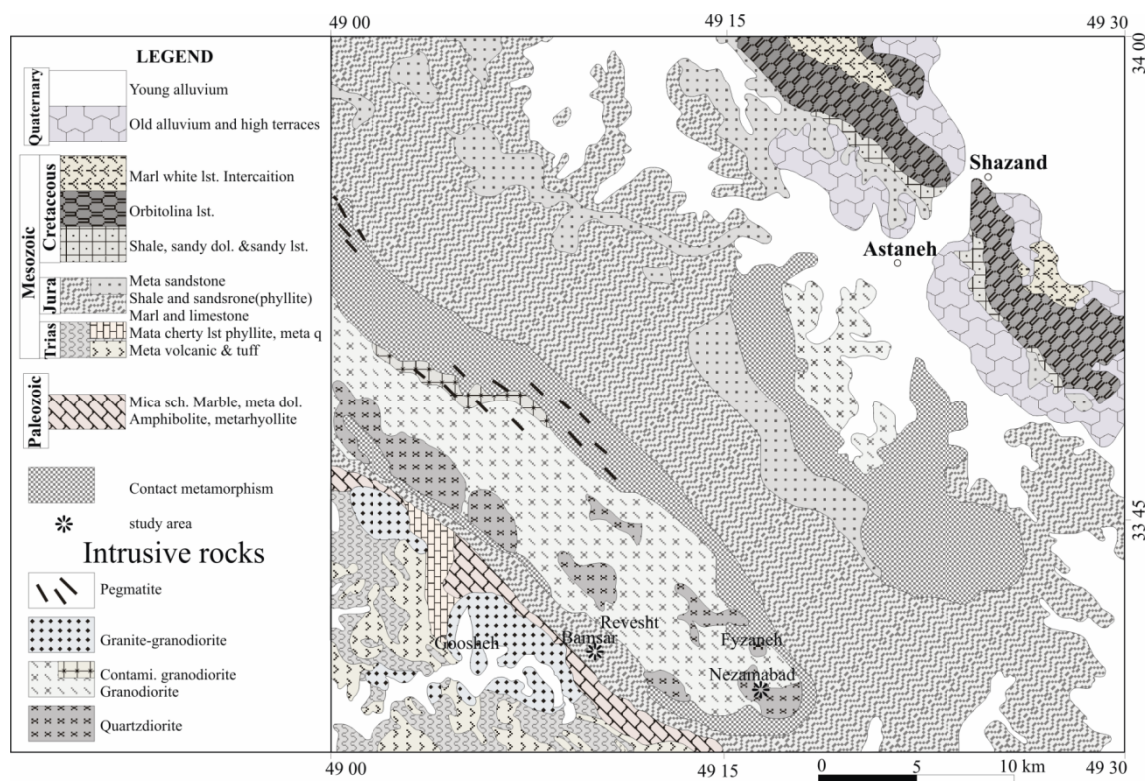 49 00
49 15
49 30
34 00
LEGEND
Quaternary
Young alluvium
Old alluvium and high terraces
Mesozoic
Cretaceous
Marl white lst. Intercaition
Orbitolina lst.
Shale, sandy dol. &sandy lst.
Jura
Meta sandstone
Shale and sandsrone(phyllite)
Marl and limestone
Trias
Mata cherty lst phyllite, meta q
Meta volcanic & tuff
Paleozoic
Mica sch. Marble, meta dol.
Amphibolite, metarhyollite
Contact metamorphism
study area
Intrusive rocks
Pegmatite
Granite-granodiorite
Contami. granodiorite
Granodiorite
Quartzdiorite
Shazand
Astaneh
33 45
Revesht
Goosheh
Bamsar
Eyzaneh
Nezamabad
49 00
49 15
49 30
0
5
10 km